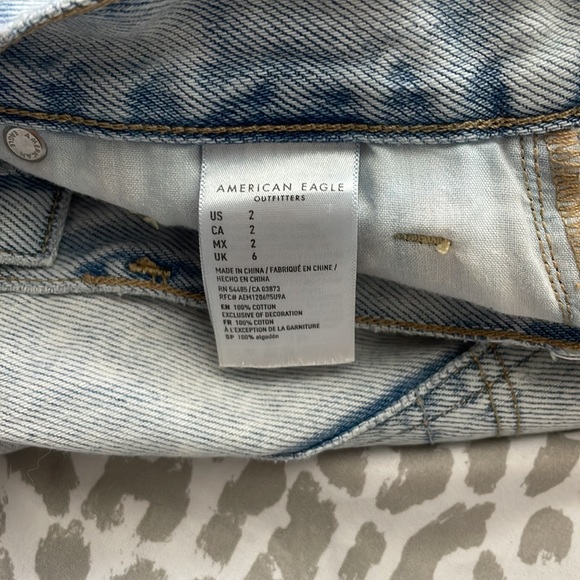 AMERICAN EAGLE
OUTFITTERS
US 2
CA 2
MX 2
UK 6
MADE IN CHINA / FABRIQUÉ EN CHINE /
HECHO EN CHINA
RN 54485/CA 03873
RFC# AEM120605U9A
EN 100% COTTON
EXCLUSIVE OF DECORATION
FR 100% COTON
À L'EXCEPTION DE LA GARNITURE
SP 100% algodón